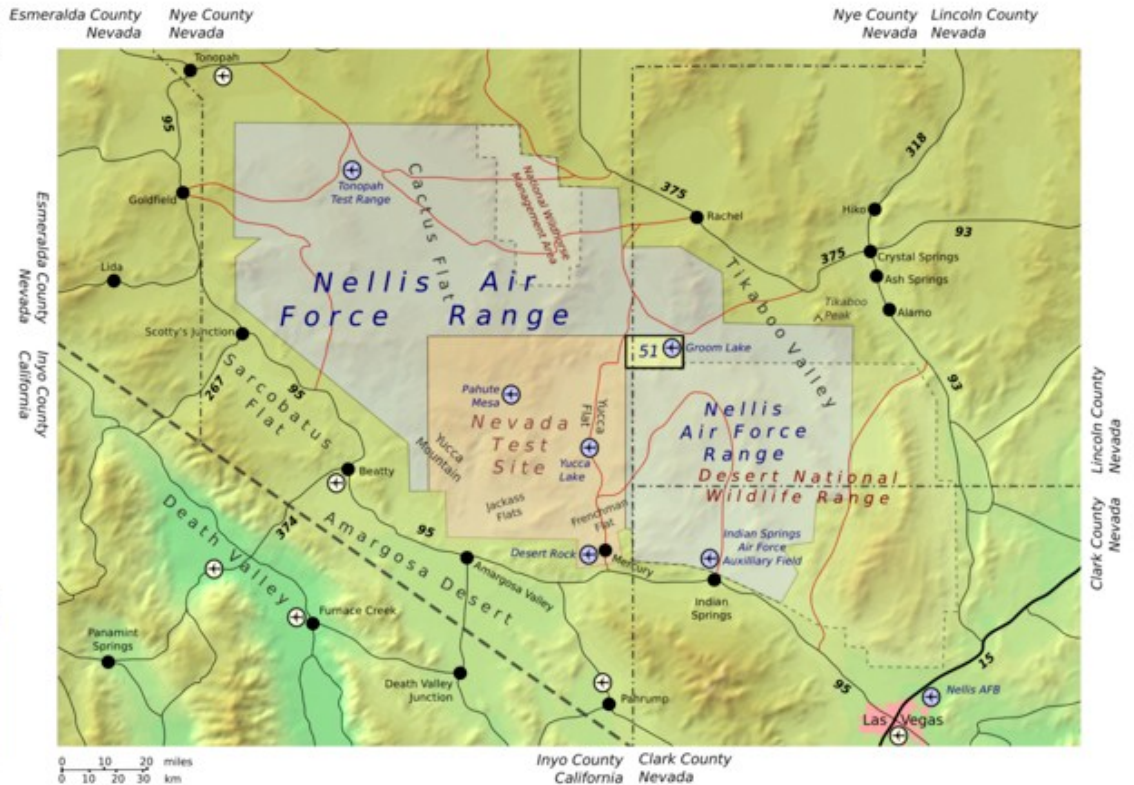 Esmeralda County
Nevada
Nye County
Nevada
Nye County
Nevada
Lincoln County
Nevada
Tonopah
95
318
Tonopah
Test Range
Cactus Flat
National Wildhorse
Management Area
375
Goldfield
Rachel
Hiko
93
375
Crystal Springs
Ash Springs
Esmeralda County
Nevada
Lida
Nellis Air
Force Range
Tikaboo Valley
Tikaboo
Peak
Alamo
Scotty's Junction
51
Groom Lake
Inyo County
California
267
Sarcobatus
Flat
95
Pahute
Mesa
Nevada
Test
Site
Yucca
Flat
Yucca
Lake
Nellis
Air Force
Range
Desert National
Wildlife Range
93
Lincoln County
Nevada
Yucca
Mountain
Beatty
Jackass
Flats
Frenchman
Flat
Death Valley
374
Amargosa Desert
95
Desert Rock
Mercury
Indian Springs
Air Force
Auxilliary Field
Clark County
Nevada
Amargosa Valley
Indian
Springs
Furnace Creek
Panamint
Springs
Death Valley
Junction
Pahrump
95
15
Nellis AFB
Las Vegas
0 10 20 miles
0 10 20 30 km
Inyo County
California
Clark County
Nevada